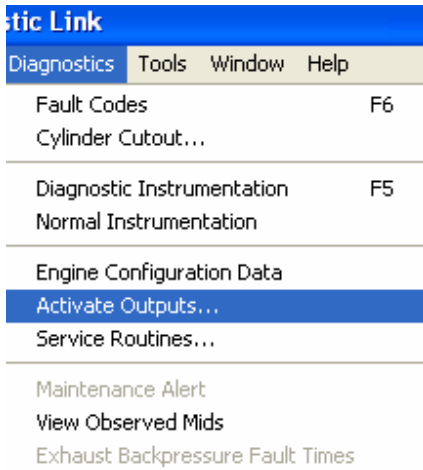 stic Link
Diagnostics Tools Window Help
Fault Codes F6
Cylinder Cutout...
Diagnostic Instrumentation F5
Normal Instrumentation
Engine Configuration Data
Activate Outputs...
Service Routines...
Maintenance Alert
View Observed Mids
Exhaust Backpressure Fault Times